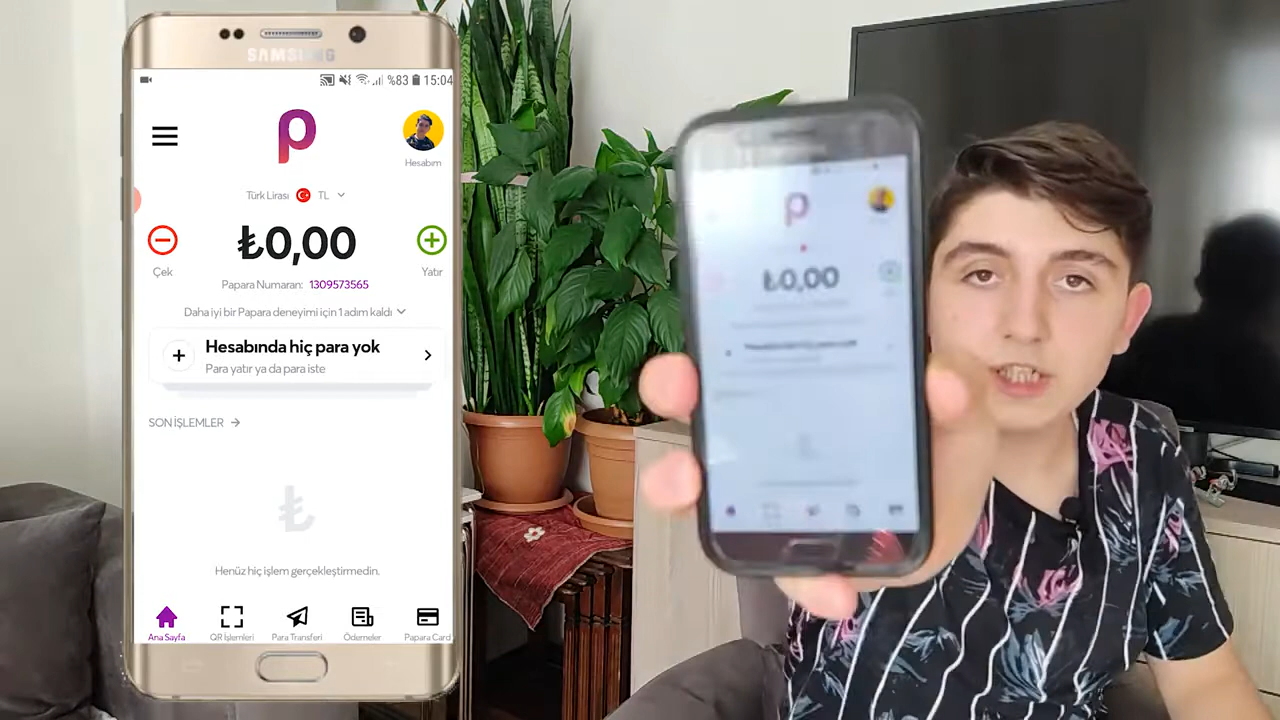 SAMSUNG
%83 15:04
p
Hesabım
Türk Lirası TL
₺0,00
Çek
Yatır
Papara Numaran: 1309573565
Daha iyi bir Papara deneyimi için 1 adım kaldı
Hesabında hiç para yok
Para yatır ya da para iste
SON İŞLEMLER
₺
Henüz hiç işlem gerçekleştirmedin.
Ana Sayfa QR İşlemleri Para Transferi Ödemeler Papara Card
p
₺0,00